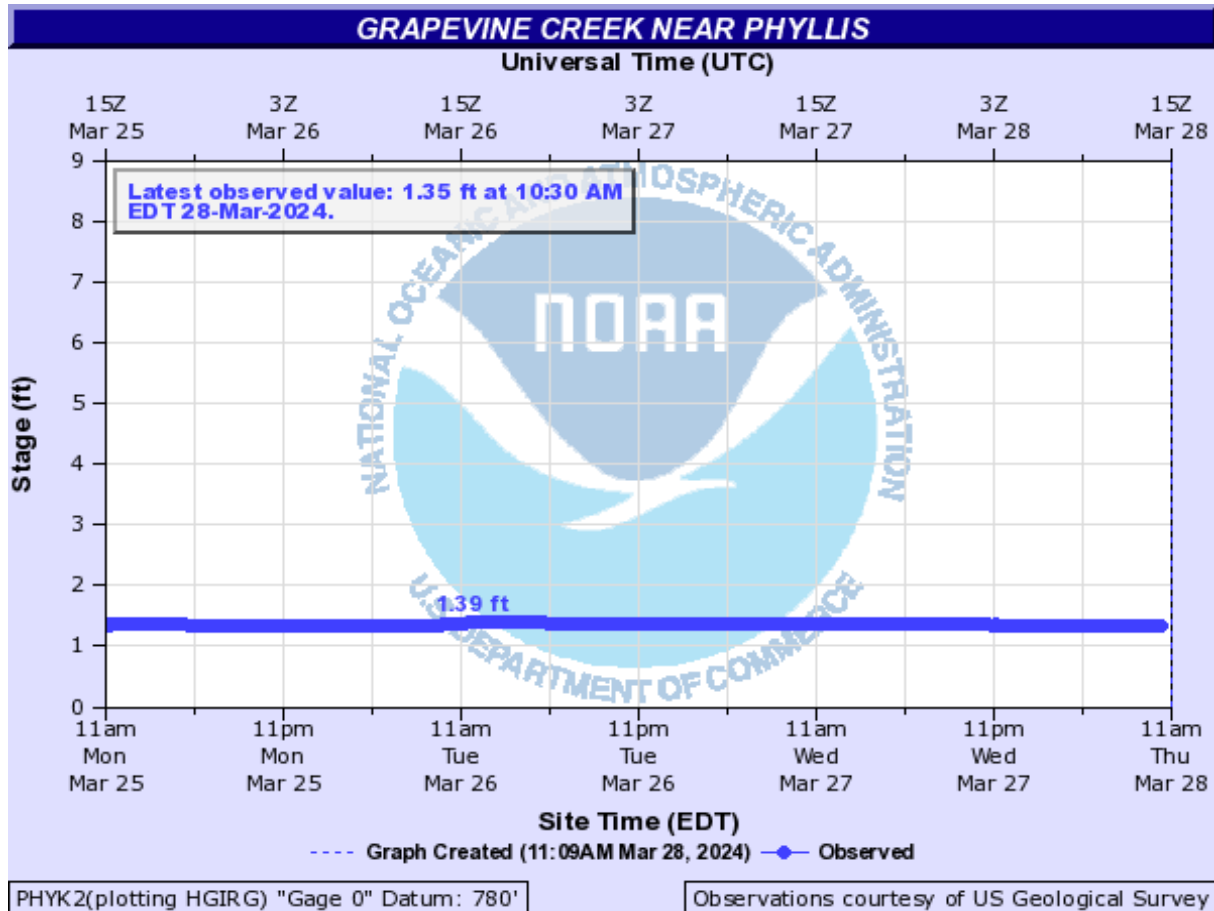 GRAPEVINE CREEK NEAR PHYLLIS
Universal Time (UTC)
15Z 3Z 15Z 3Z 15Z 3Z 15Z
Mar 25 Mar 26 Mar 26 Mar 27 Mar 27 Mar 28 Mar 28
Latest observed value: 1.35 ft at 10:30 AM
EDT 28-Mar-2024.
NATIONAL OCEANIC AND ATMOSPHERIC ADMINISTRATION
NOAA
U.S. DEPARTMENT OF COMMERCE
Stage (ft)
9
8
7
6
5
4
3
2
1
0
1.39 ft
11am 11pm 11am 11pm 11am 11pm 11am
Mon Mon Tue Tue Wed Wed Thu
Mar 25 Mar 25 Mar 26 Mar 26 Mar 27 Mar 27 Mar 28
Site Time (EDT)
Graph Created (11:09AM Mar 28, 2024) Observed
PHYK2(plotting HGIRG) "Gage 0" Datum: 780' Observations courtesy of US Geological Survey